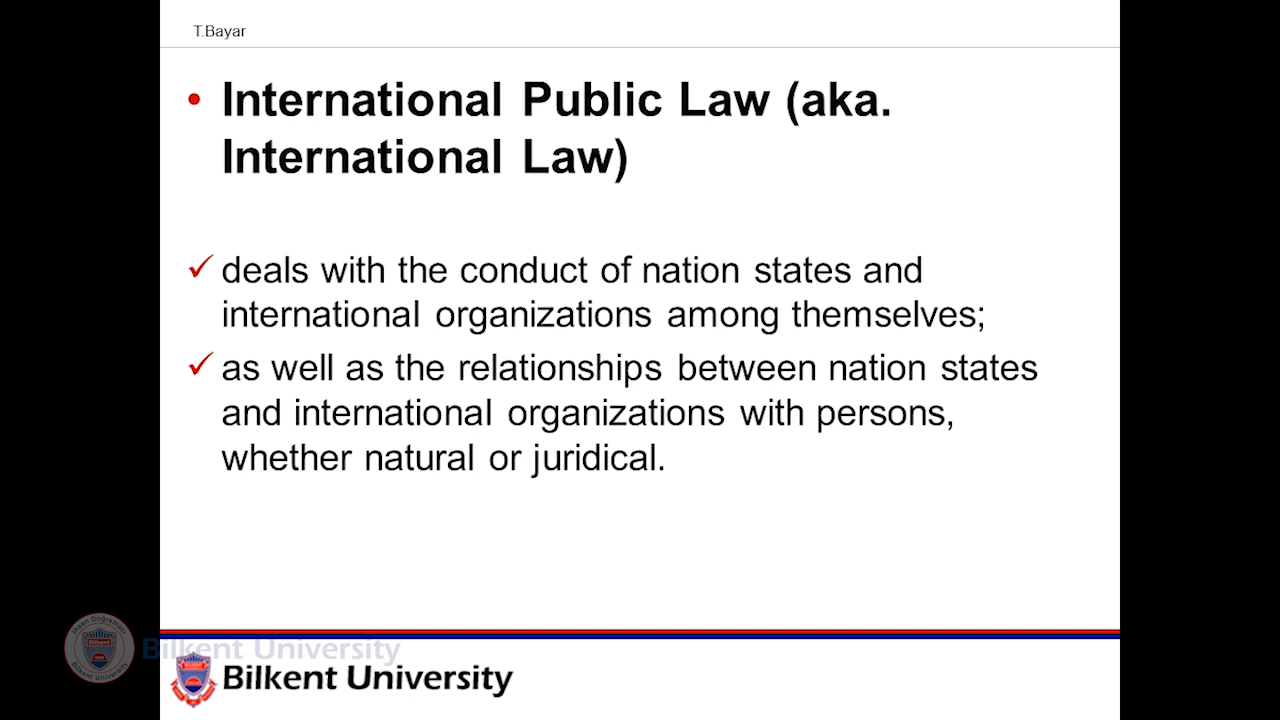 T.Bayar
• International Public Law (aka.
International Law)
✓ deals with the conduct of nation states and
international organizations among themselves;
✓ as well as the relationships between nation states
and international organizations with persons,
whether natural or juridical.
Bilkent University
Bilkent University